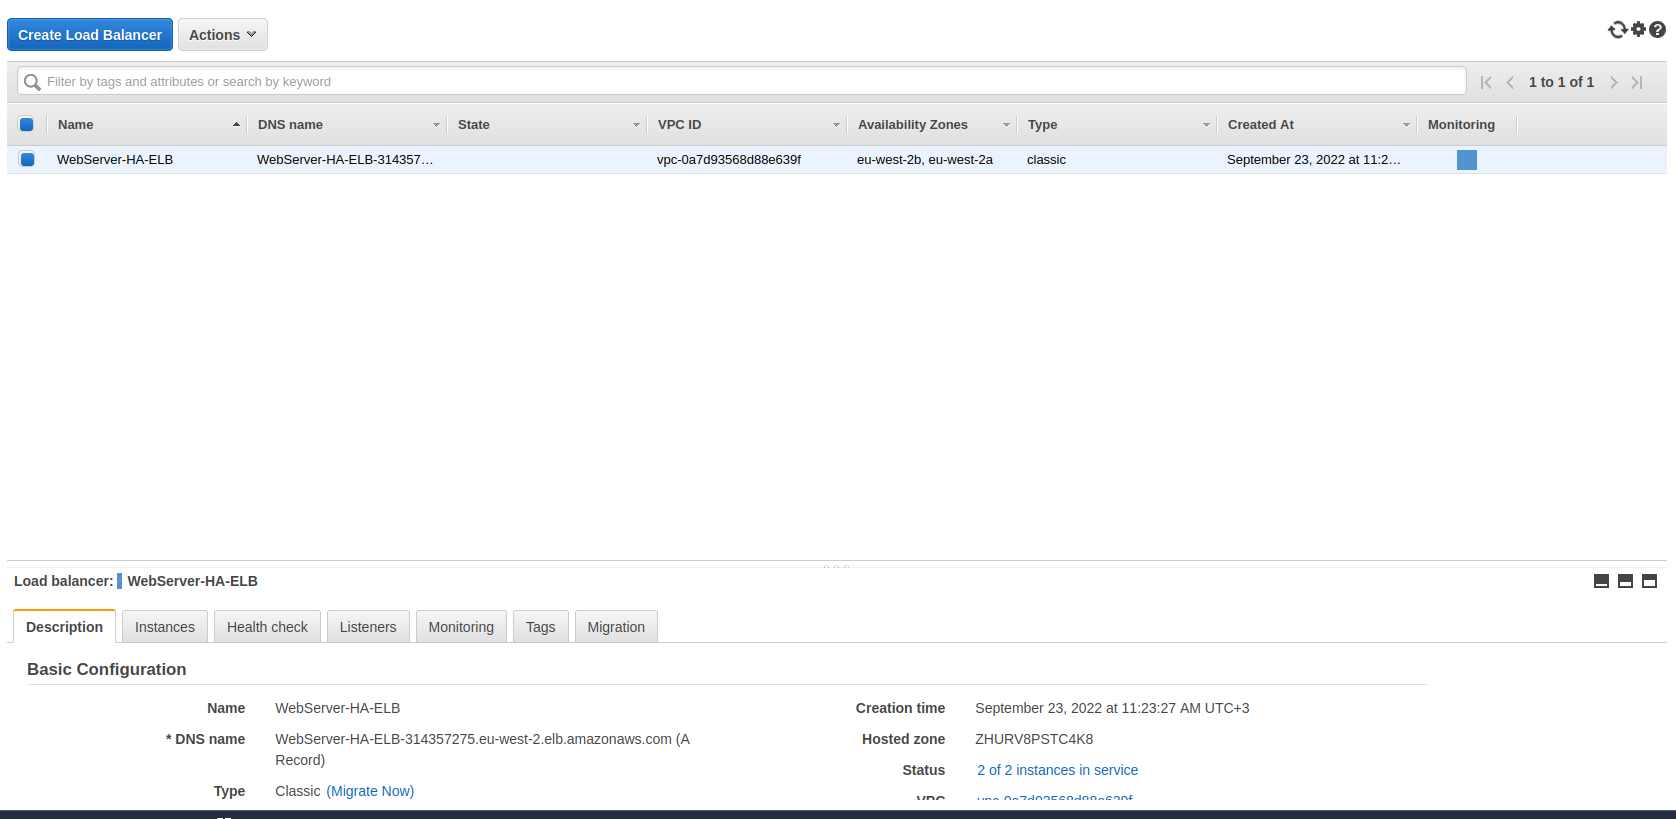 Create Load Balancer Actions
Filter by tags and attributes or search by keyword 1 to 1 of 1
Name DNS name State VPC ID Availability Zones Type Created At Monitoring
WebServer-HA-ELB WebServer-HA-ELB-314357... vpc-0a7d93568d88e639f eu-west-2b, eu-west-2a classic September 23, 2022 at 11:2...
Load balancer: WebServer-HA-ELB
Description Instances Health check Listeners Monitoring Tags Migration
Basic Configuration
Name WebServer-HA-ELB Creation time September 23, 2022 at 11:23:27 AM UTC+3
* DNS name WebServer-HA-ELB-314357275.eu-west-2.elb.amazonaws.com (A Hosted zone ZHURV8PSTC4K8
Record)
Status 2 of 2 instances in service
Type Classic (Migrate Now)
VPC vpc-0a7d93568d88e639f